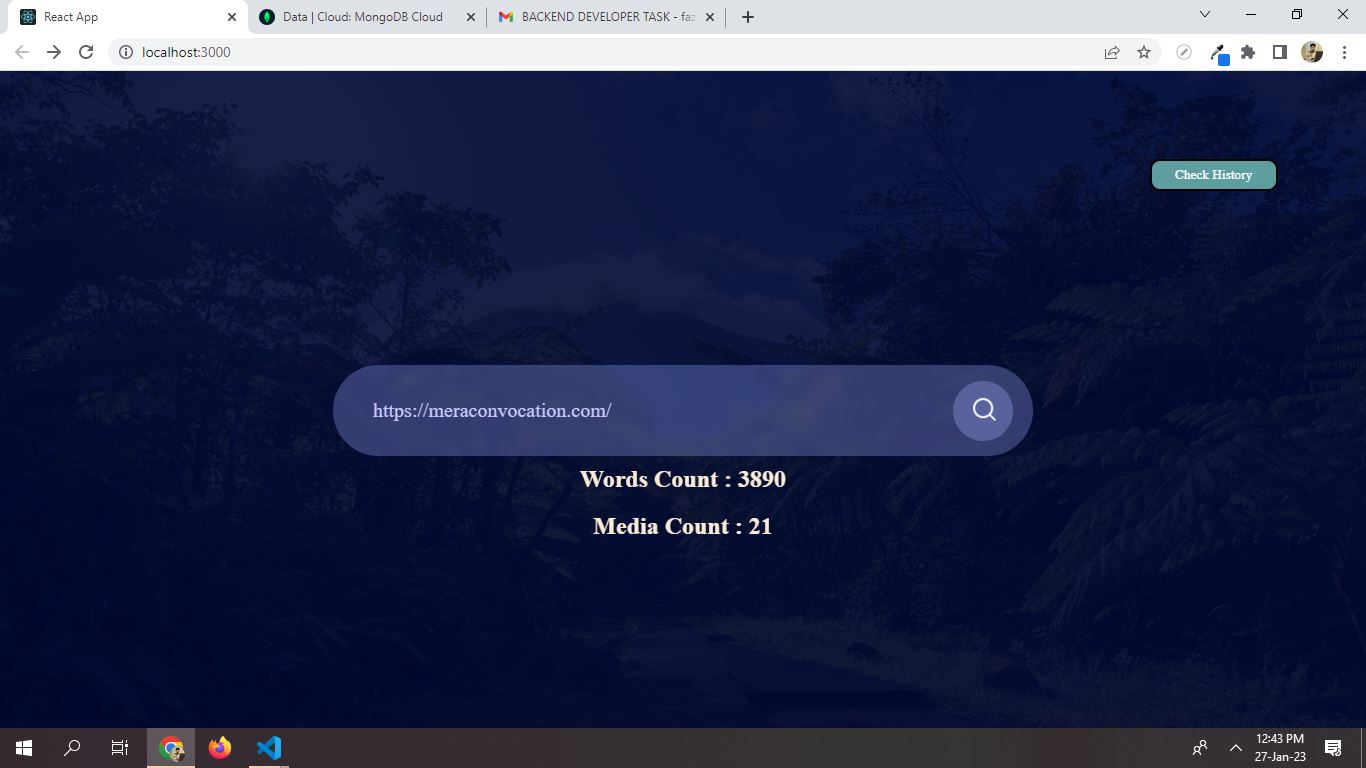 React App
Data | Cloud: MongoDB Cloud
BACKEND DEVELOPER TASK - faz
localhost:3000
Check History
https://meraconvocation.com/
Words Count : 3890
Media Count : 21
12:43 PM
27-Jan-23